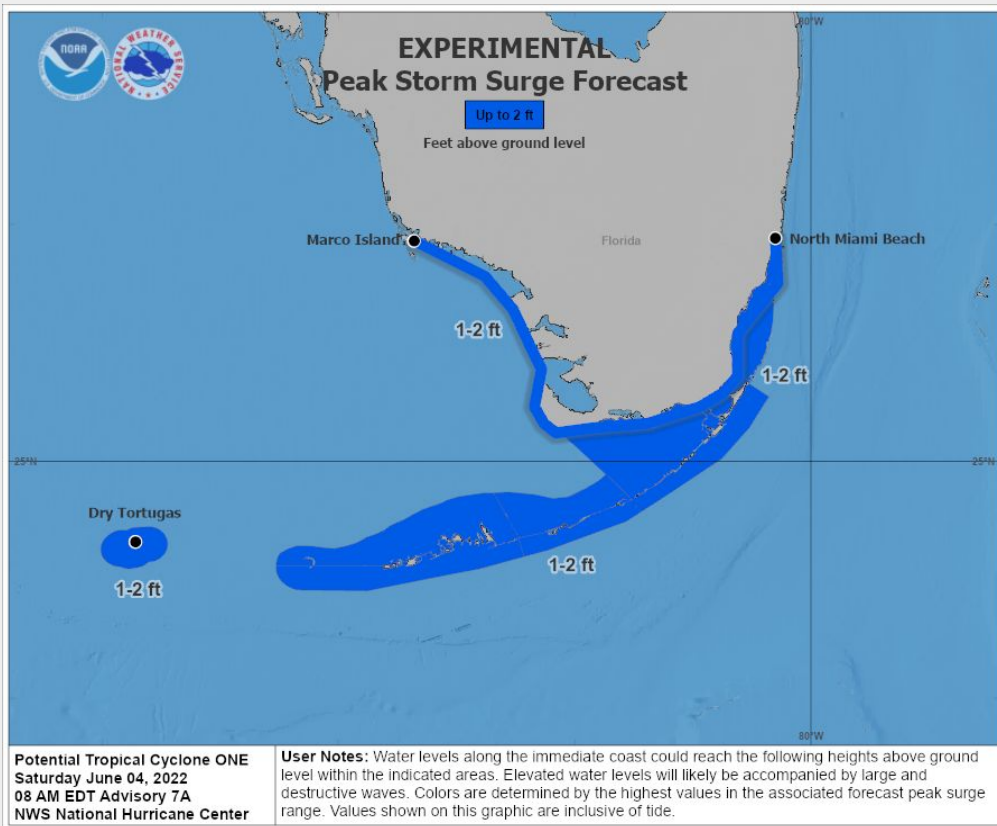 80°W
NOAA
NATIONAL WEATHER SERVICE
EXPERIMENTAL
Peak Storm Surge Forecast
Up to 2 ft
Feet above ground level
Marco Island
Florida
North Miami Beach
1-2 ft
1-2 ft
25°N
25°N
Dry Tortugas
1-2 ft
1-2 ft
80°W
Potential Tropical Cyclone ONE
Saturday June 04, 2022
08 AM EDT Advisory 7A
NWS National Hurricane Center
User Notes: Water levels along the immediate coast could reach the following heights above ground
level within the indicated areas. Elevated water levels will likely be accompanied by large and
destructive waves. Colors are determined by the highest values in the associated forecast peak surge
range. Values shown on this graphic are inclusive of tide.